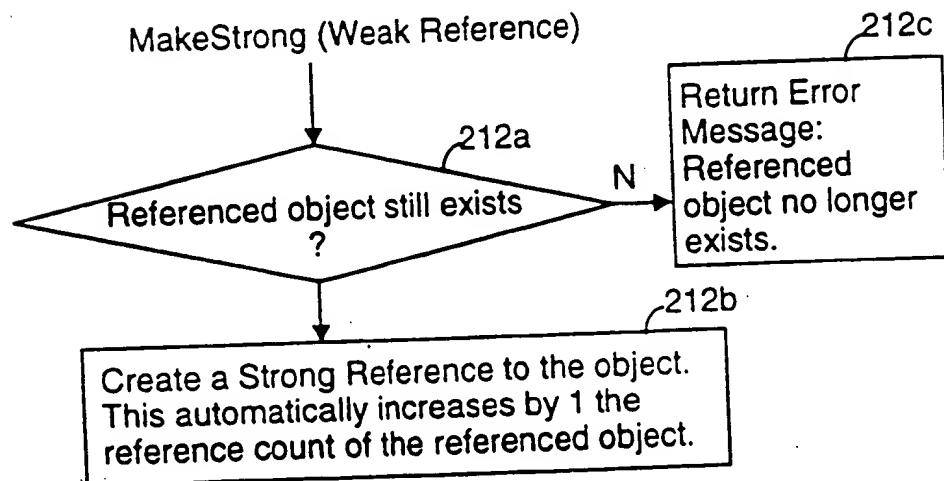 MakeStrong (Weak Reference)
212c
Return Error
Message:
Referenced
object no longer
exists.
212a
N
Referenced object still exists
?
212b
Create a Strong Reference to the object.
This automatically increases by 1 the
reference count of the referenced object.